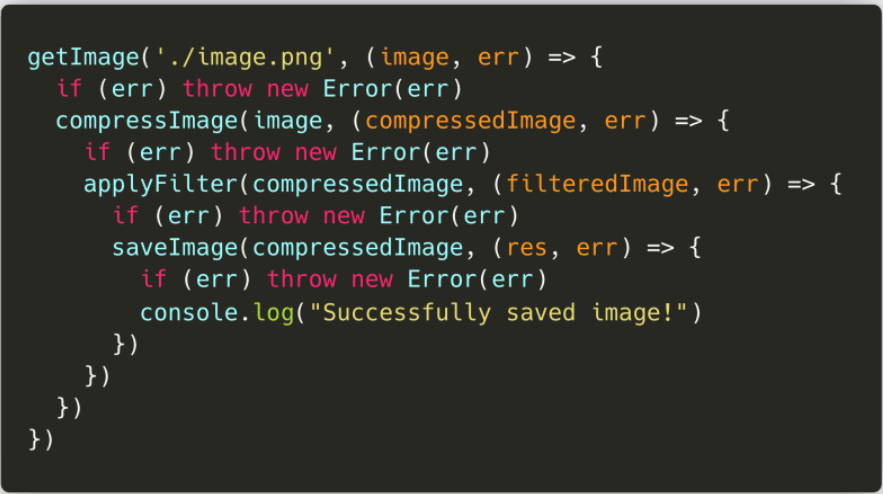 getImage('./image.png', (image, err) => {
  if (err) throw new Error(err)
  compressImage(image, (compressedImage, err) => {
    if (err) throw new Error(err)
    applyFilter(compressedImage, (filteredImage, err) => {
      if (err) throw new Error(err)
      saveImage(compressedImage, (res, err) => {
        if (err) throw new Error(err)
        console.log("Successfully saved image!")
      })
    })
  })
})